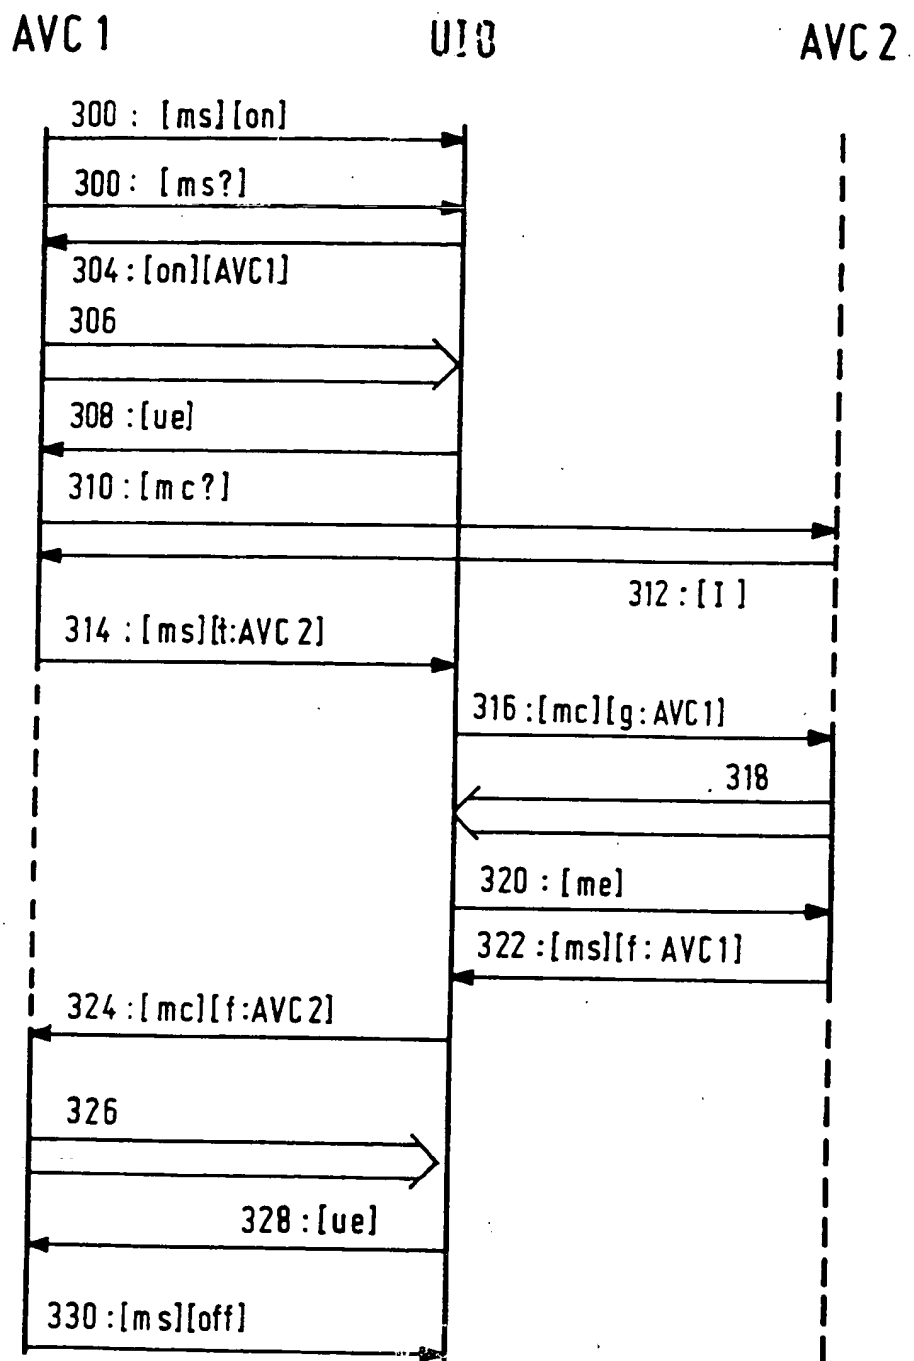 AVC 1 UIO AVC 2
300 : [ms][on]
300 : [ms?]
304 : [on][AVC1]
306
308 : [ue]
310 : [mc?]
312 : [I ]
314 : [ms][t:AVC 2]
316 : [mc][g : AVC1]
318
320 : [me]
322 : [ms][f : AVC1]
324 : [mc][f :AVC2]
326
328 : [ue]
330 : [ms][off]